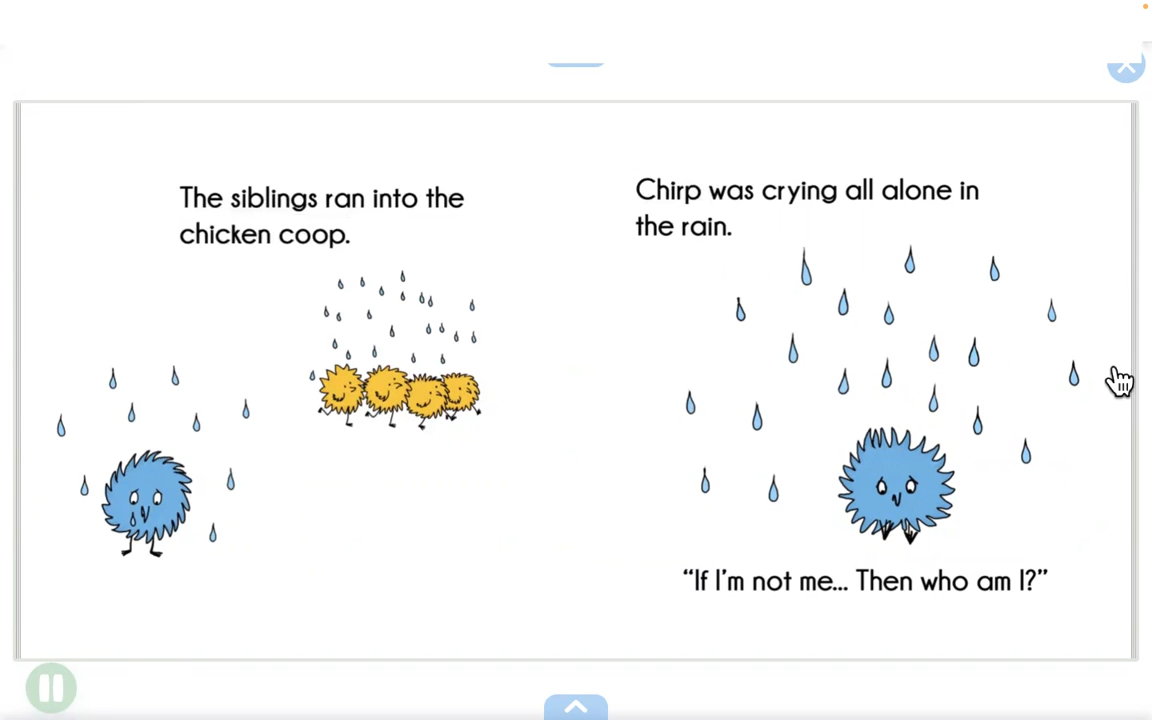 The siblings ran into the
chicken coop.
Chirp was crying all alone in
the rain.
“If I’m not me... Then who am I?”